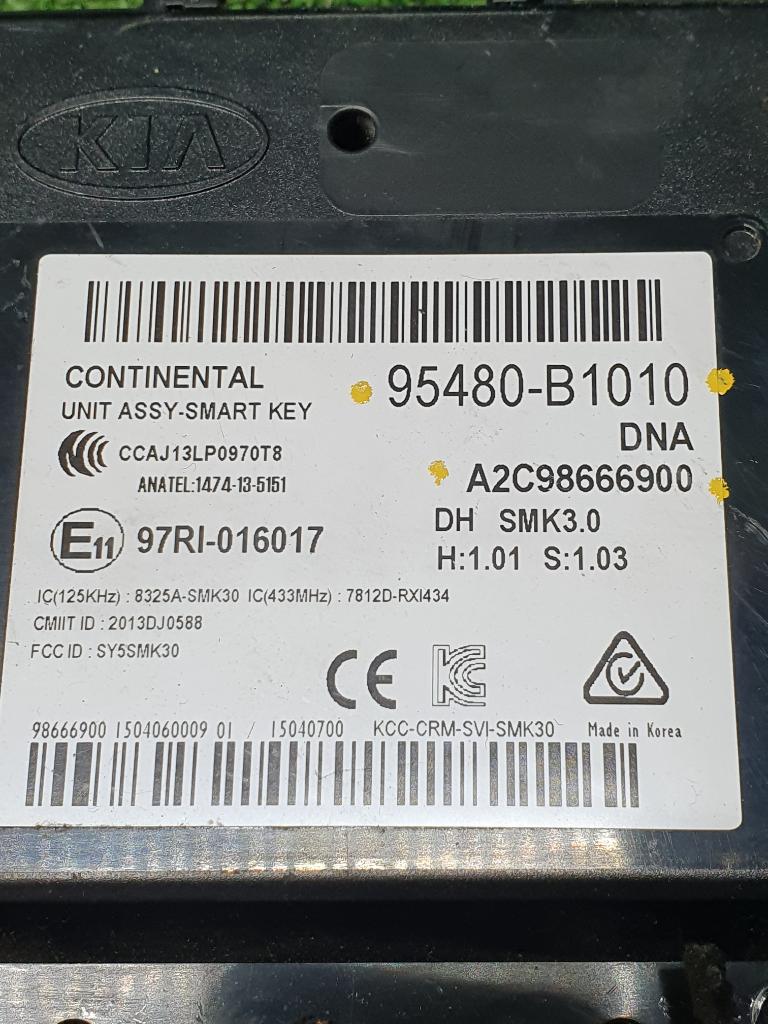 KIA
CONTINENTAL
UNIT ASSY-SMART KEY
95480-B1010
DNA
CCAJ13LP0970T8
ANATEL:1474-13-5151
A2C98666900
E11 97RI-016017
DH SMK3.0
H:1.01 S:1.03
IC(125KHz) : 8325A-SMK30 IC(433MHz) : 7812D-RXI434
CMIIT ID : 2013DJ0588
FCC ID : SY5SMK30
CE
98666900 1504060009 01 / 15040700 KCC-CRM-SVI-SMK30 Made in Korea